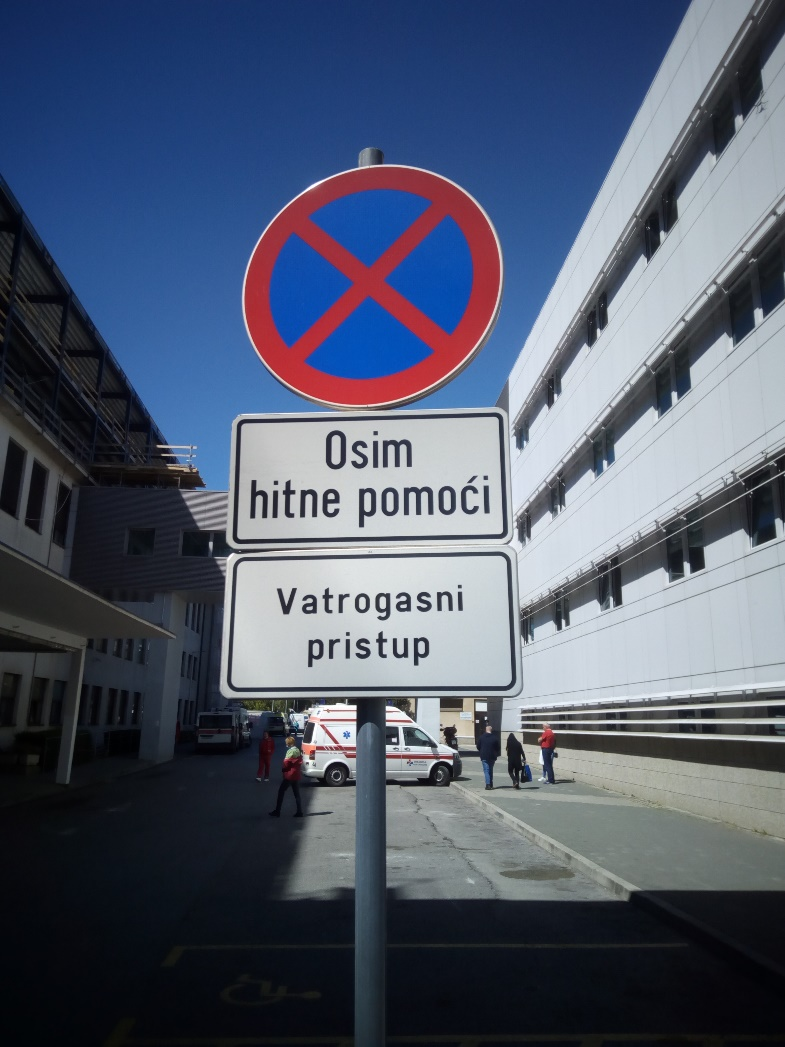 Osim
hitne pomoći
Vatrogasni
pristup